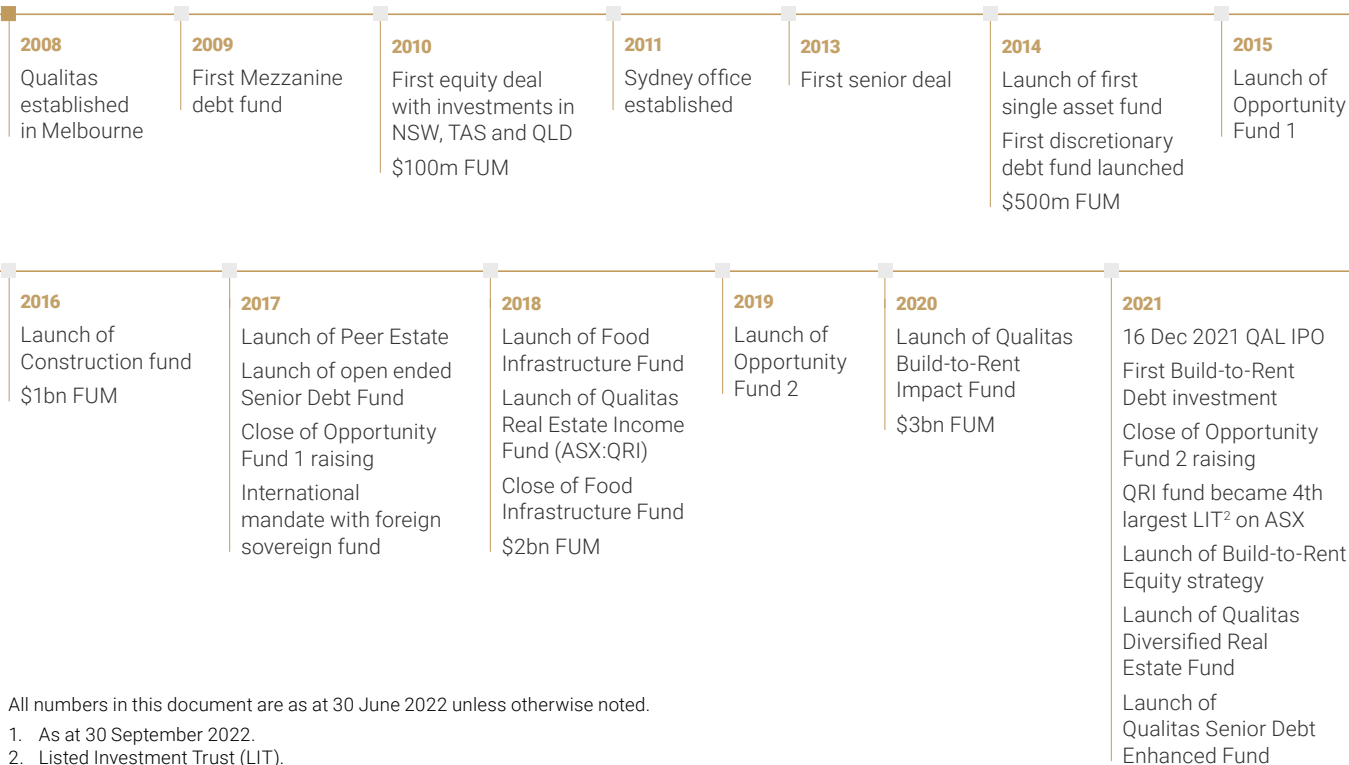 2008
Qualitas
established
in Melbourne
2009
First Mezzanine
debt fund
2010
First equity deal
with investments in
NSW, TAS and QLD
$100m FUM
2011
Sydney office
established
2013
First senior deal
2014
Launch of first
single asset fund
First discretionary
debt fund launched
$500m FUM
2015
Launch of
Opportunity
Fund 1
2016
Launch of
Construction fund
$1bn FUM
2017
Launch of Peer Estate
Launch of open ended
Senior Debt Fund
Close of Opportunity
Fund 1 raising
International
mandate with foreign
sovereign fund
2018
Launch of Food
Infrastructure Fund
Launch of Qualitas
Real Estate Income
Fund (ASX:QRI)
Close of Food
Infrastructure Fund
$2bn FUM
2019
Launch of
Opportunity
Fund 2
2020
Launch of Qualitas
Build-to-Rent
Impact Fund
$3bn FUM
2021
16 Dec 2021 QAL IPO
First Build-to-Rent
Debt investment
Close of Opportunity
Fund 2 raising
QRI fund became 4th
largest LIT² on ASX
Launch of Build-to-Rent
Equity strategy
Launch of Qualitas
Diversified Real
Estate Fund
Launch of
Qualitas Senior Debt
Enhanced Fund
All numbers in this document are as at 30 June 2022 unless otherwise noted.
1. As at 30 September 2022.
2. Listed Investment Trust (LIT).